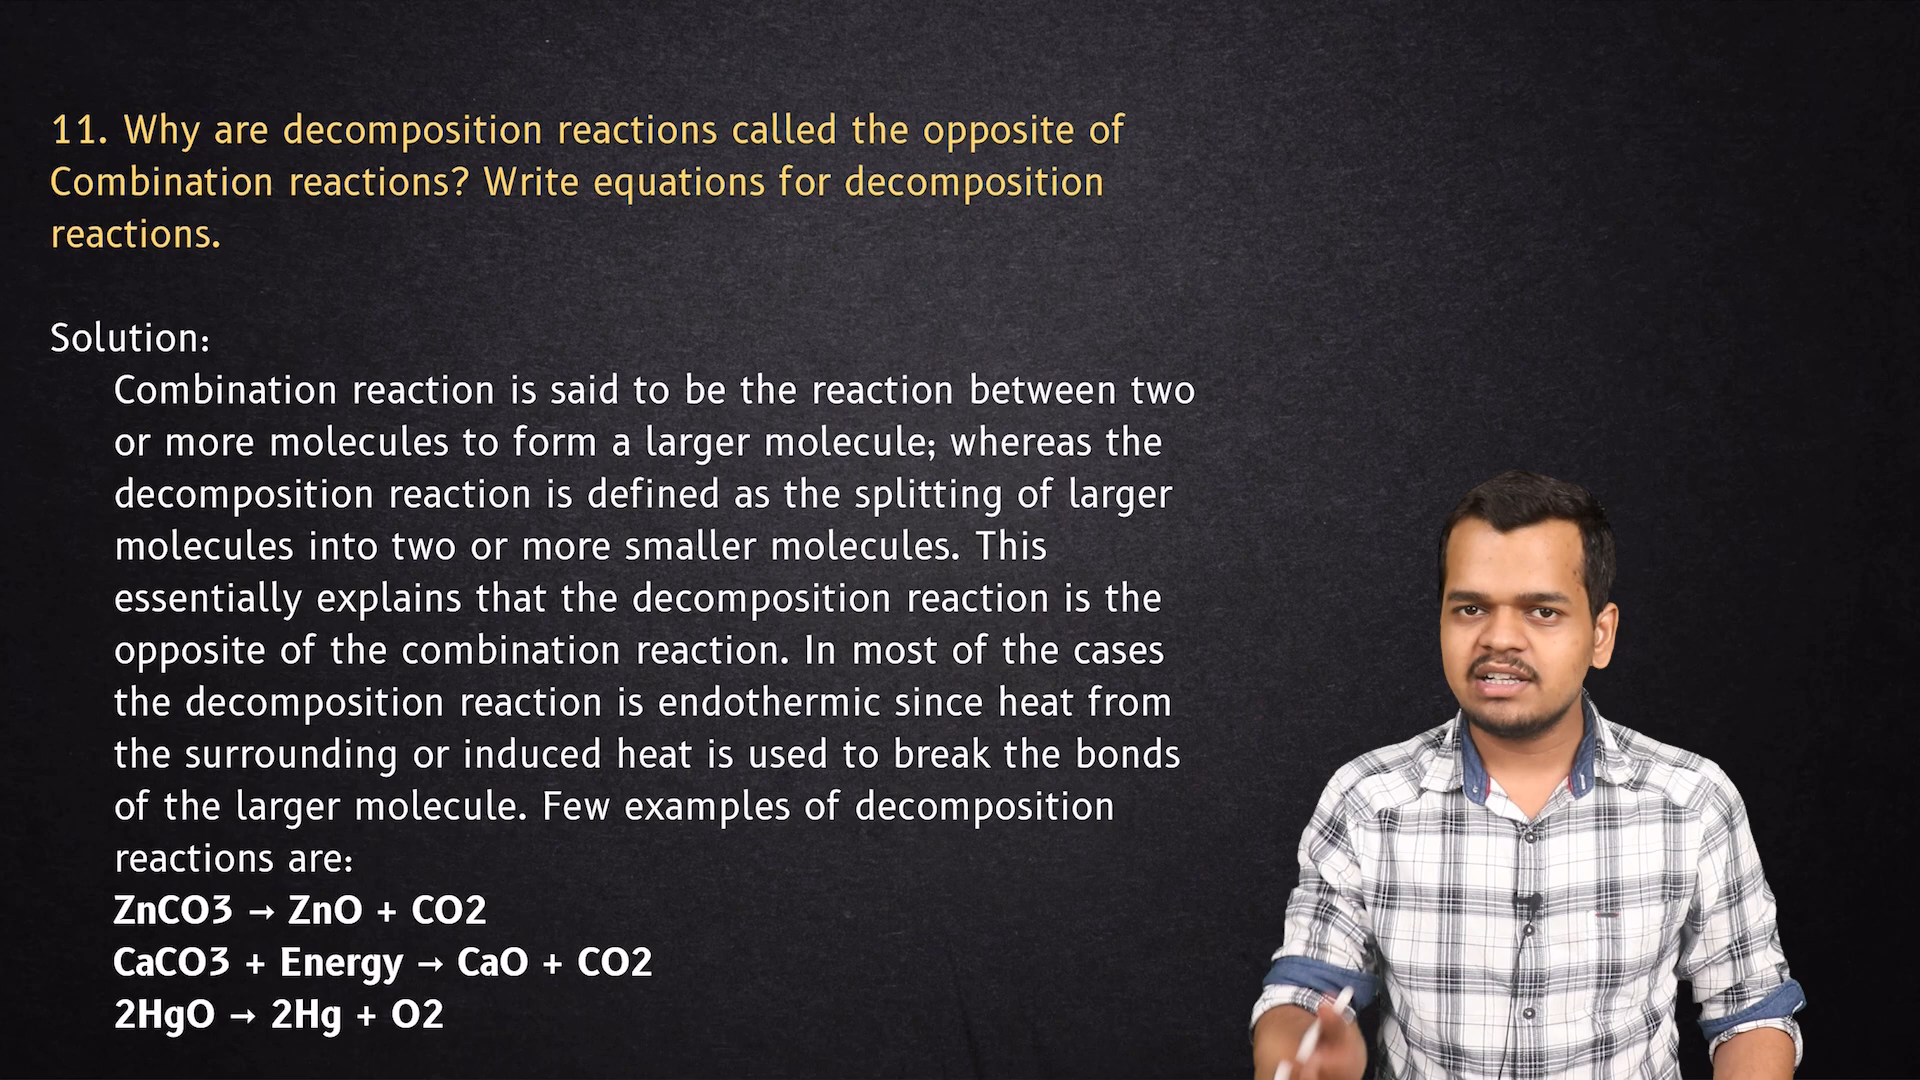 11. Why are decomposition reactions called the opposite of
Combination reactions? Write equations for decomposition
reactions.
Solution:
Combination reaction is said to be the reaction between two
or more molecules to form a larger molecule; whereas the
decomposition reaction is defined as the splitting of larger
molecules into two or more smaller molecules. This
essentially explains that the decomposition reaction is the
opposite of the combination reaction. In most of the cases
the decomposition reaction is endothermic since heat from
the surrounding or induced heat is used to break the bonds
of the larger molecule. Few examples of decomposition
reactions are:
ZnCO3 → ZnO + CO2
CaCO3 + Energy → CaO + CO2
2HgO → 2Hg + O2